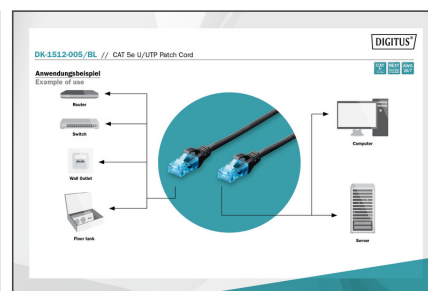 DIGITUS®
DK-1512-005/BL // CAT 5e U/UTP Patch Cord
Anwendungsbeispiel
Example of use
Router
Switch
Wall Outlet
Floor tank
Computer
Server